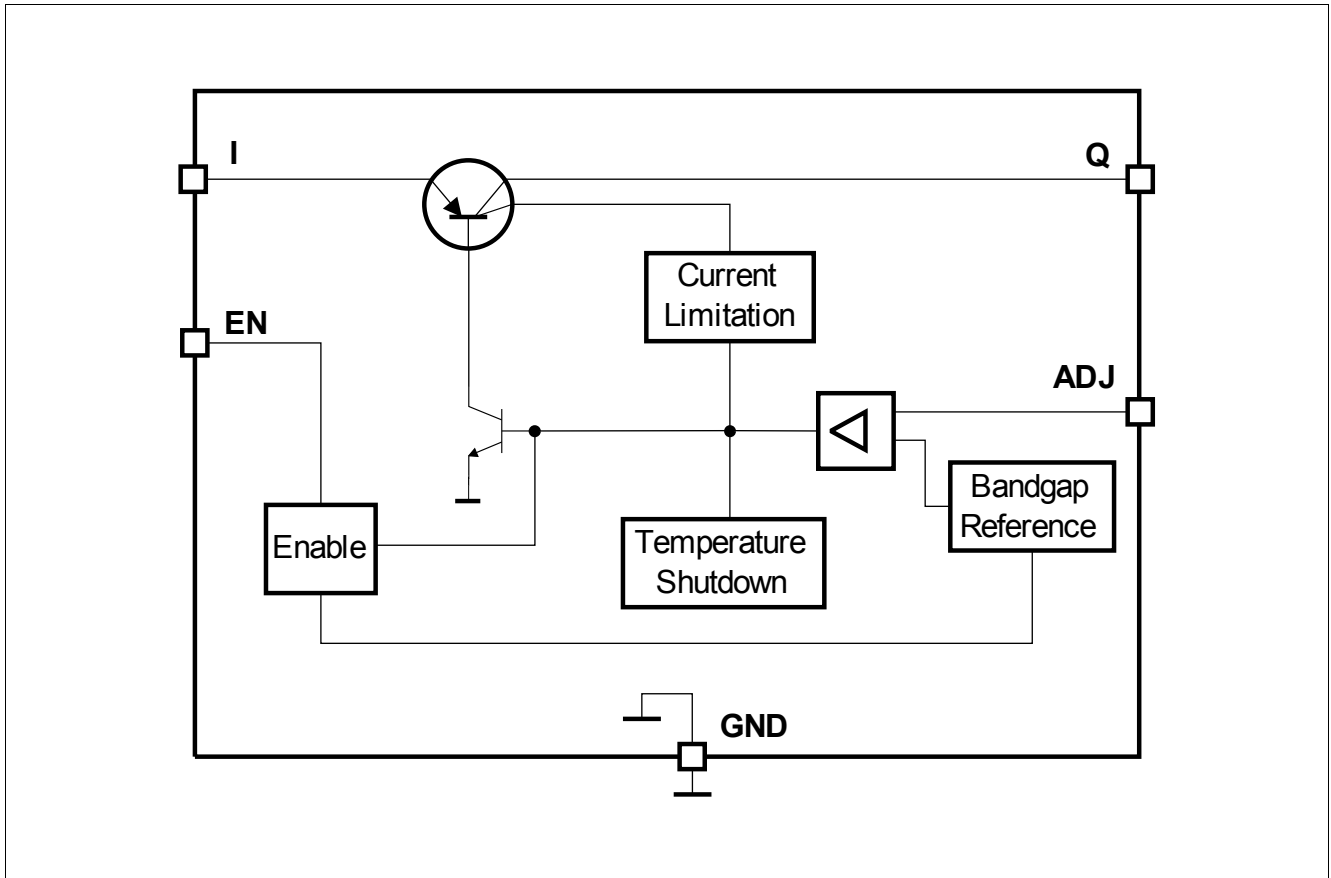 I
Q
Current
Limitation
EN
ADJ
Bandgap
Reference
Enable
Temperature
Shutdown
GND